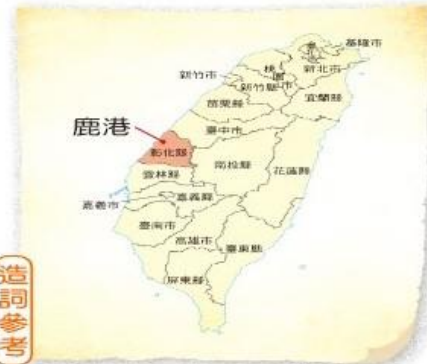 基隆市
新北市
桃園市
新竹市
新竹縣
宜蘭縣
苗栗縣
臺中市
鹿港
彰化縣
南投縣
花蓮縣
雲林縣
嘉義市
嘉義縣
臺南市
高雄市
臺東縣
屏東縣
造詞參考